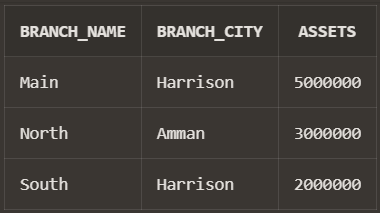 BRANCH_NAME BRANCH_CITY ASSETS
Main Harrison 5000000
North Amman 3000000
South Harrison 2000000